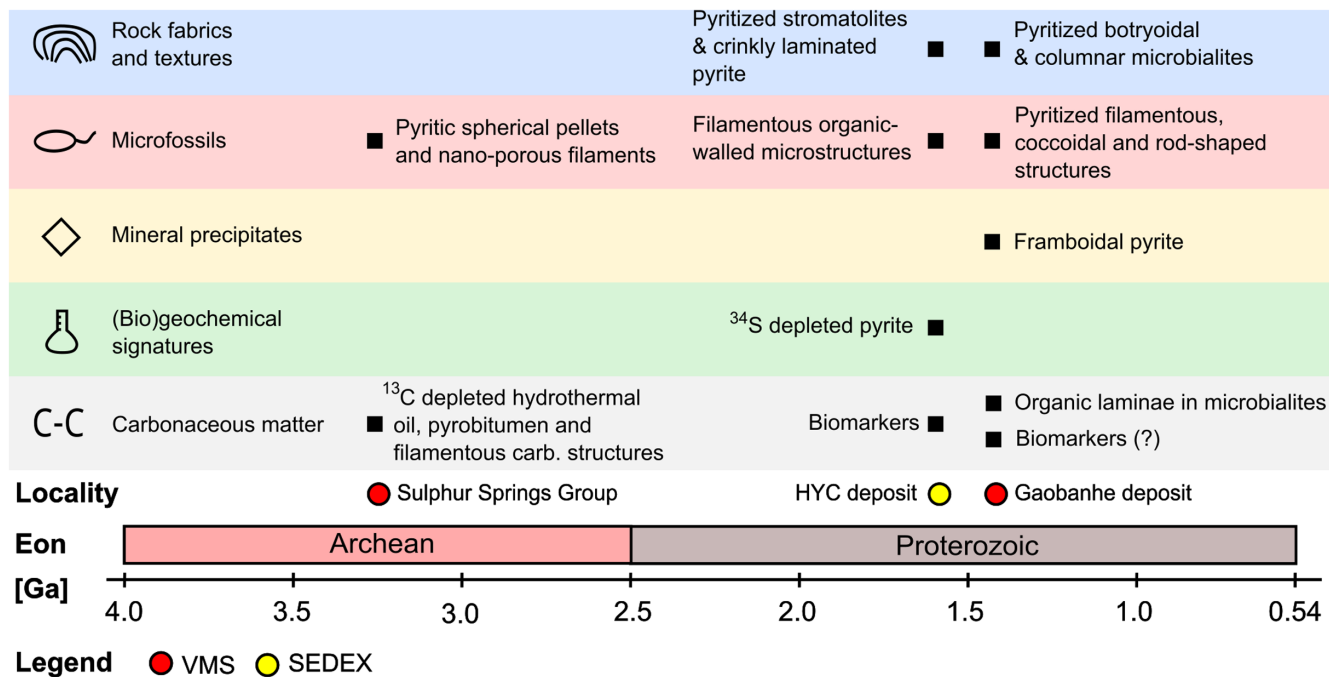 Rock fabrics
and textures
Pyritized stromatolites
& crinkly laminated
pyrite
Pyritized botryoidal
& columnar microbialites
Microfossils
Pyritic spherical pellets
and nano-porous filaments
Filamentous organic-
walled microstructures
Pyritized filamentous,
coccoidal and rod-shaped
structures
Mineral precipitates
Framboidal pyrite
(Bio)geochemical
signatures
³⁴S depleted pyrite
C-C
Carbonaceous matter
¹³C depleted hydrothermal
oil, pyrobitumen and
filamentous carb. structures
Biomarkers
Organic laminae in microbialites
Biomarkers (?)
Locality
Sulphur Springs Group
HYC deposit
Gaobanhe deposit
Eon
Archean
Proterozoic
[Ga]
4.0 3.5 3.0 2.5 2.0 1.5 1.0 0.54
Legend VMS SEDEX